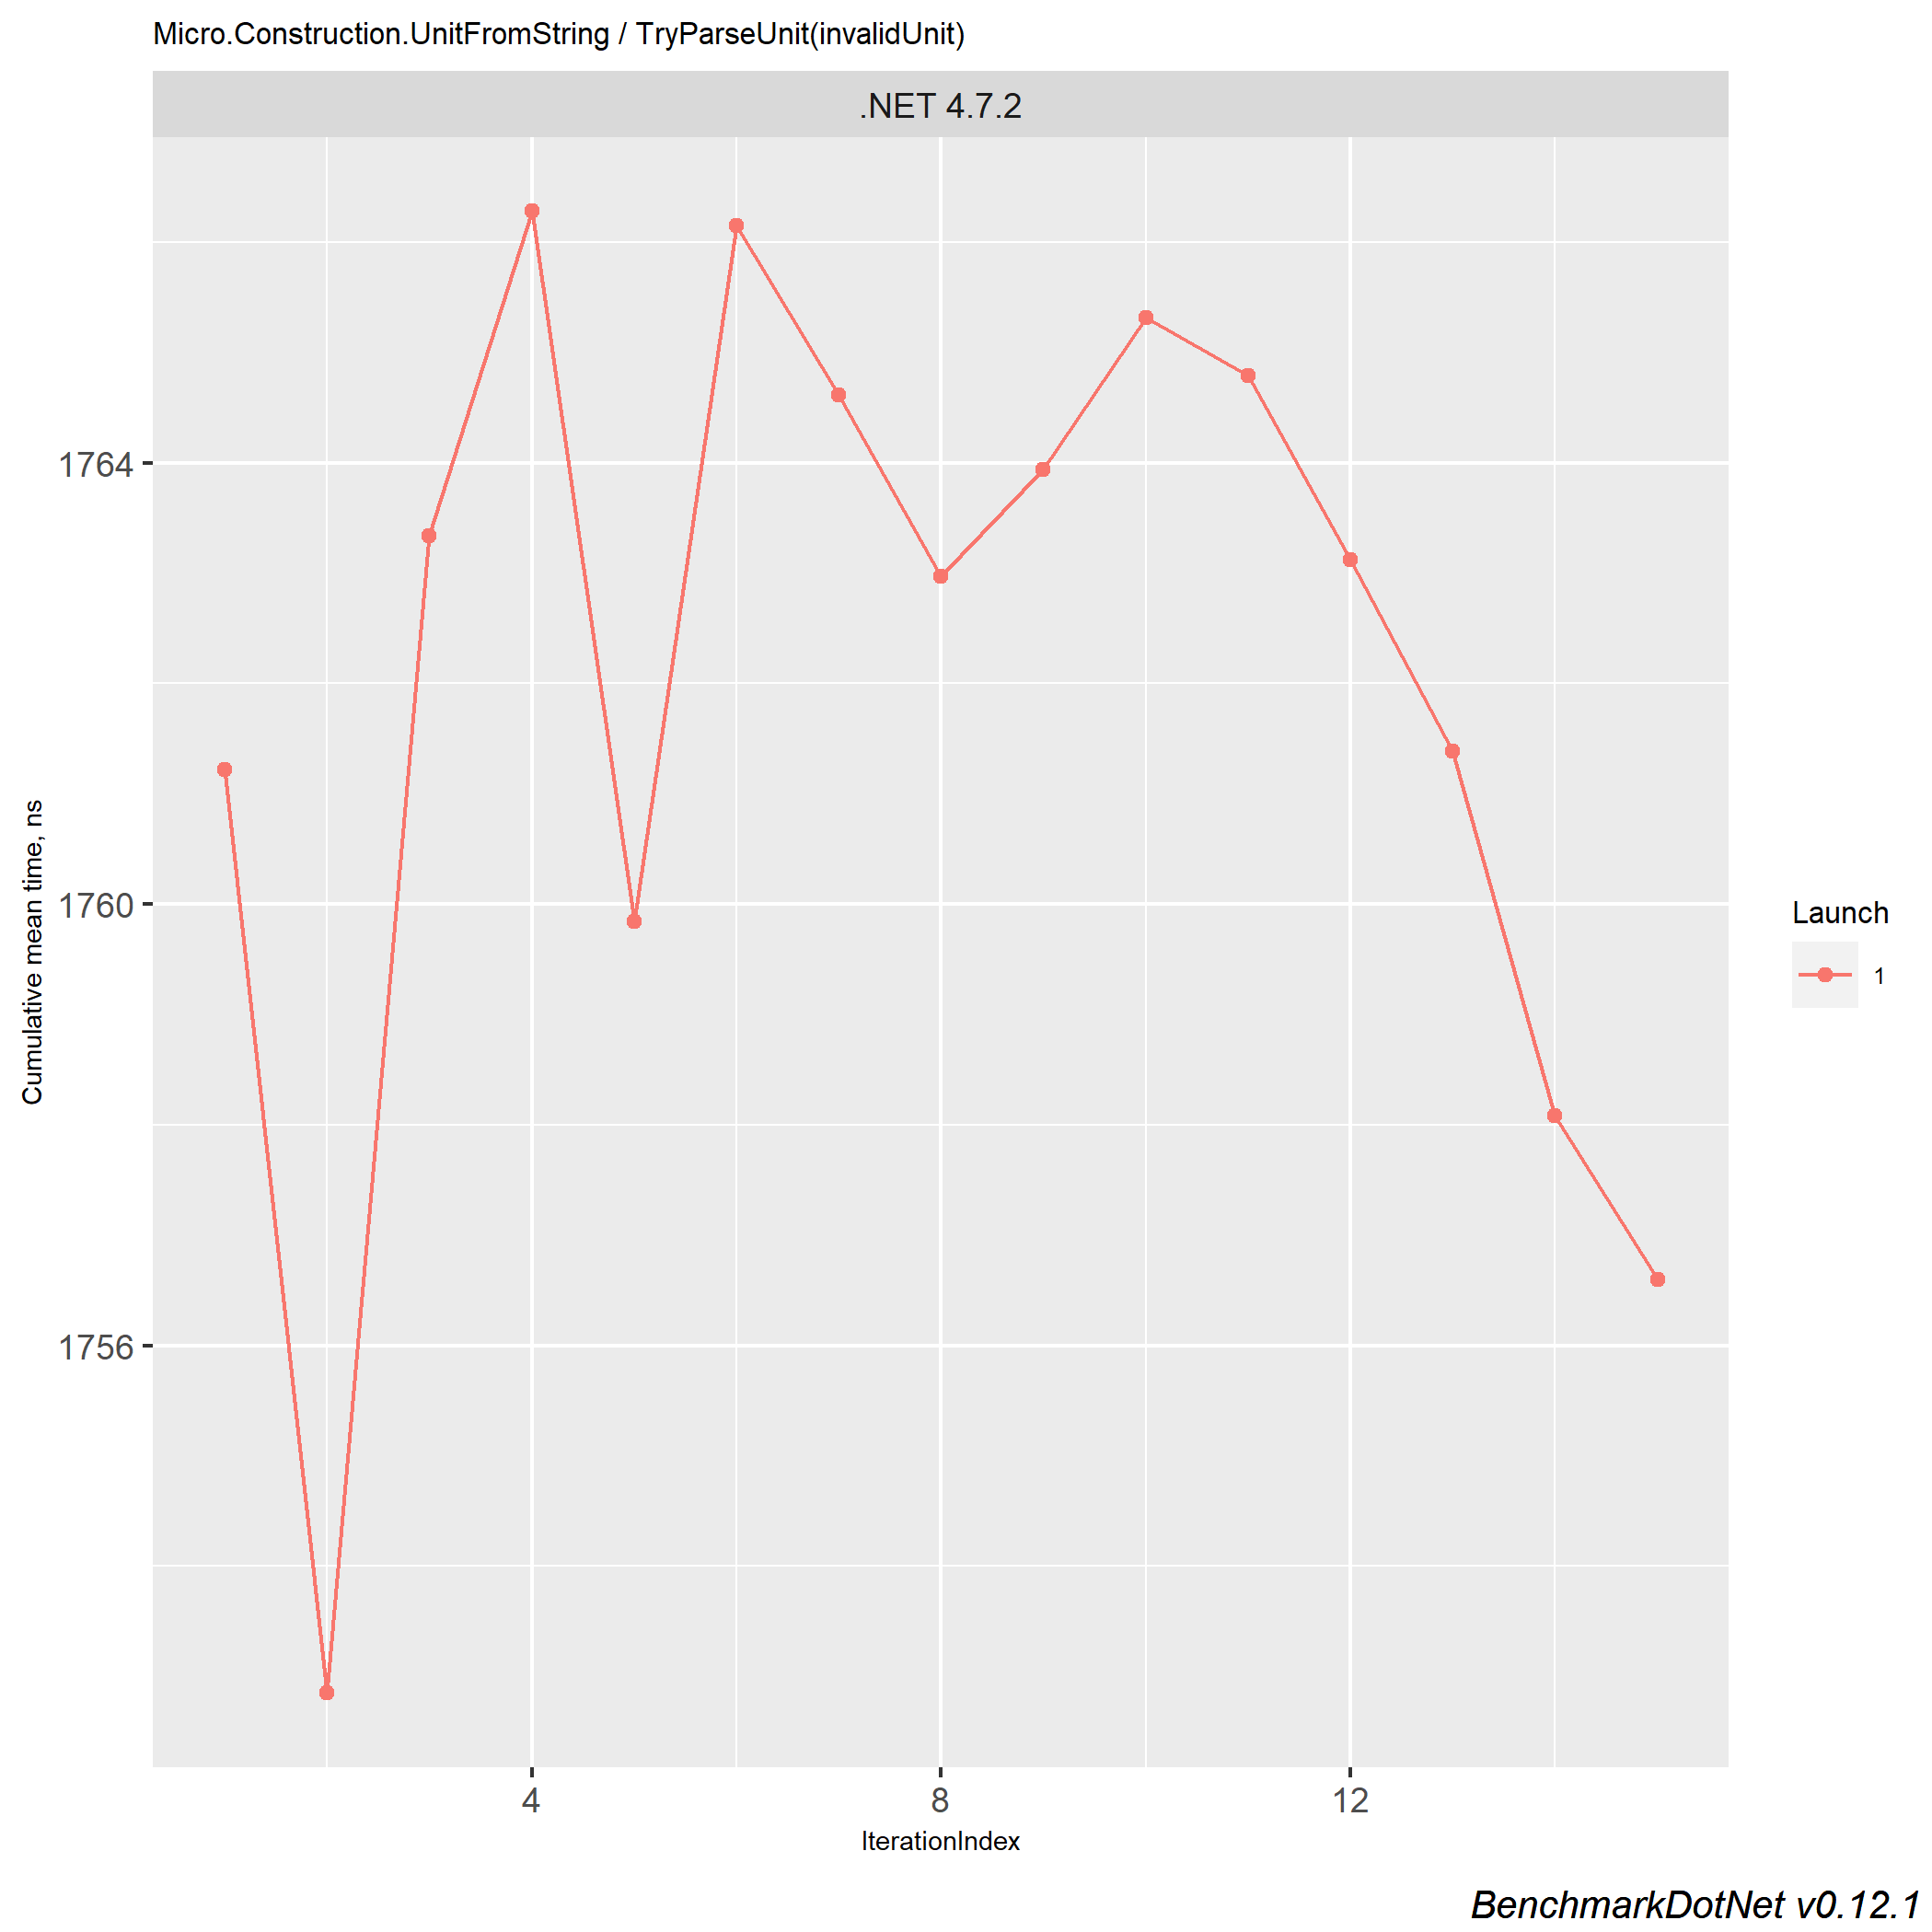 Micro.Construction.UnitFromString / TryParseUnit(invalidUnit)
.NET 4.7.2
1764
1760
1756
Cumulative mean time, ns
4 8 12
IterationIndex
Launch
1
BenchmarkDotNet v0.12.1